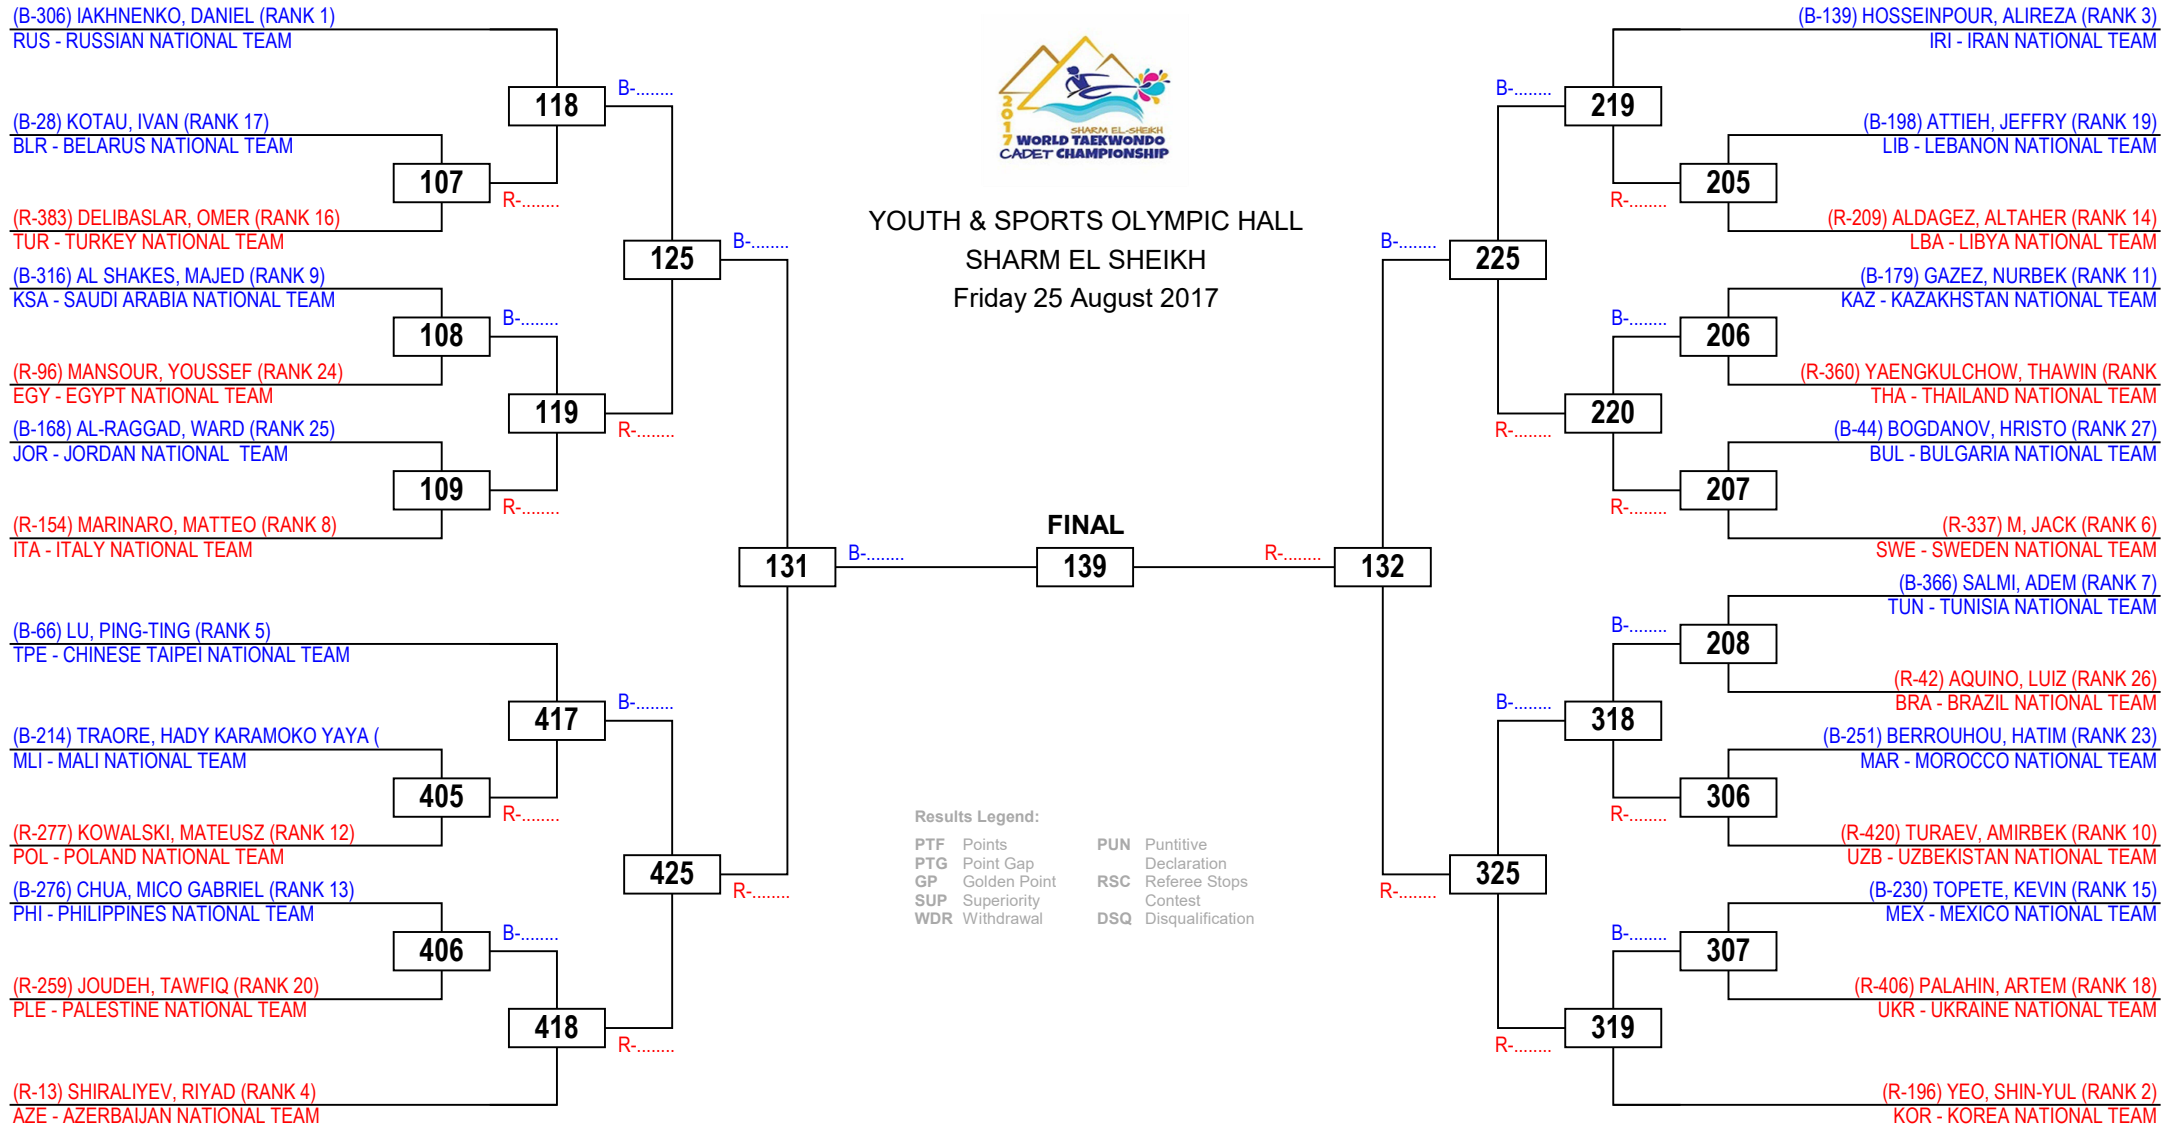 (B-306) IAKHNENKO, DANIEL (RANK 1)
RUS - RUSSIAN NATIONAL TEAM
118
B-........
(B-28) KOTAU, IVAN (RANK 17)
BLR - BELARUS NATIONAL TEAM
107
R-........
(R-383) DELIBASLAR, OMER (RANK 16)
TUR - TURKEY NATIONAL TEAM
125
B-........
(B-316) AL SHAKES, MAJED (RANK 9)
KSA - SAUDI ARABIA NATIONAL TEAM
108
B-........
(R-96) MANSOUR, YOUSSEF (RANK 24)
EGY - EGYPT NATIONAL TEAM
119
R-........
(B-168) AL-RAGGAD, WARD (RANK 25)
JOR - JORDAN NATIONAL  TEAM
109
R-........
(R-154) MARINARO, MATTEO (RANK 8)
ITA - ITALY NATIONAL TEAM
131
B-........
(B-66) LU, PING-TING (RANK 5)
TPE - CHINESE TAIPEI NATIONAL TEAM
417
B-........
(B-214) TRAORE, HADY KARAMOKO YAYA (
MLI - MALI NATIONAL TEAM
405
R-........
(R-277) KOWALSKI, MATEUSZ (RANK 12)
POL - POLAND NATIONAL TEAM
425
R-........
(B-276) CHUA, MICO GABRIEL (RANK 13)
PHI - PHILIPPINES NATIONAL TEAM
406
B-........
(R-259) JOUDEH, TAWFIQ (RANK 20)
PLE - PALESTINE NATIONAL TEAM
418
R-........
(R-13) SHIRALIYEV, RIYAD (RANK 4)
AZE - AZERBAIJAN NATIONAL TEAM
2017
SHARM EL-SHEIKH
WORLD TAEKWONDO
CADET CHAMPIONSHIP
YOUTH & SPORTS OLYMPIC HALL
SHARM EL SHEIKH
Friday 25 August 2017
FINAL
139
Results Legend:
PTF Points
PTG Point Gap
GP Golden Point
SUP Superiority
WDR Withdrawal
PUN Puntitive
Declaration
RSC Referee Stops
Contest
DSQ Disqualification
(B-139) HOSSEINPOUR, ALIREZA (RANK 3)
IRI - IRAN NATIONAL TEAM
B-........
219
(B-198) ATTIEH, JEFFRY (RANK 19)
LIB - LEBANON NATIONAL TEAM
205
R-........
(R-209) ALDAGEZ, ALTAHER (RANK 14)
LBA - LIBYA NATIONAL TEAM
B-........
225
(B-179) GAZEZ, NURBEK (RANK 11)
KAZ - KAZAKHSTAN NATIONAL TEAM
B-........
206
(R-360) YAENGKULCHOW, THAWIN (RANK
THA - THAILAND NATIONAL TEAM
220
R-........
(B-44) BOGDANOV, HRISTO (RANK 27)
BUL - BULGARIA NATIONAL TEAM
207
R-........
(R-337) M, JACK (RANK 6)
SWE - SWEDEN NATIONAL TEAM
R-........
132
(B-366) SALMI, ADEM (RANK 7)
TUN - TUNISIA NATIONAL TEAM
B-........
208
(R-42) AQUINO, LUIZ (RANK 26)
BRA - BRAZIL NATIONAL TEAM
B-........
318
(B-251) BERROUHOU, HATIM (RANK 23)
MAR - MOROCCO NATIONAL TEAM
306
R-........
(R-420) TURAEV, AMIRBEK (RANK 10)
UZB - UZBEKISTAN NATIONAL TEAM
325
R-........
(B-230) TOPETE, KEVIN (RANK 15)
MEX - MEXICO NATIONAL TEAM
B-........
307
(R-406) PALAHIN, ARTEM (RANK 18)
UKR - UKRAINE NATIONAL TEAM
319
R-........
(R-196) YEO, SHIN-YUL (RANK 2)
KOR - KOREA NATIONAL TEAM